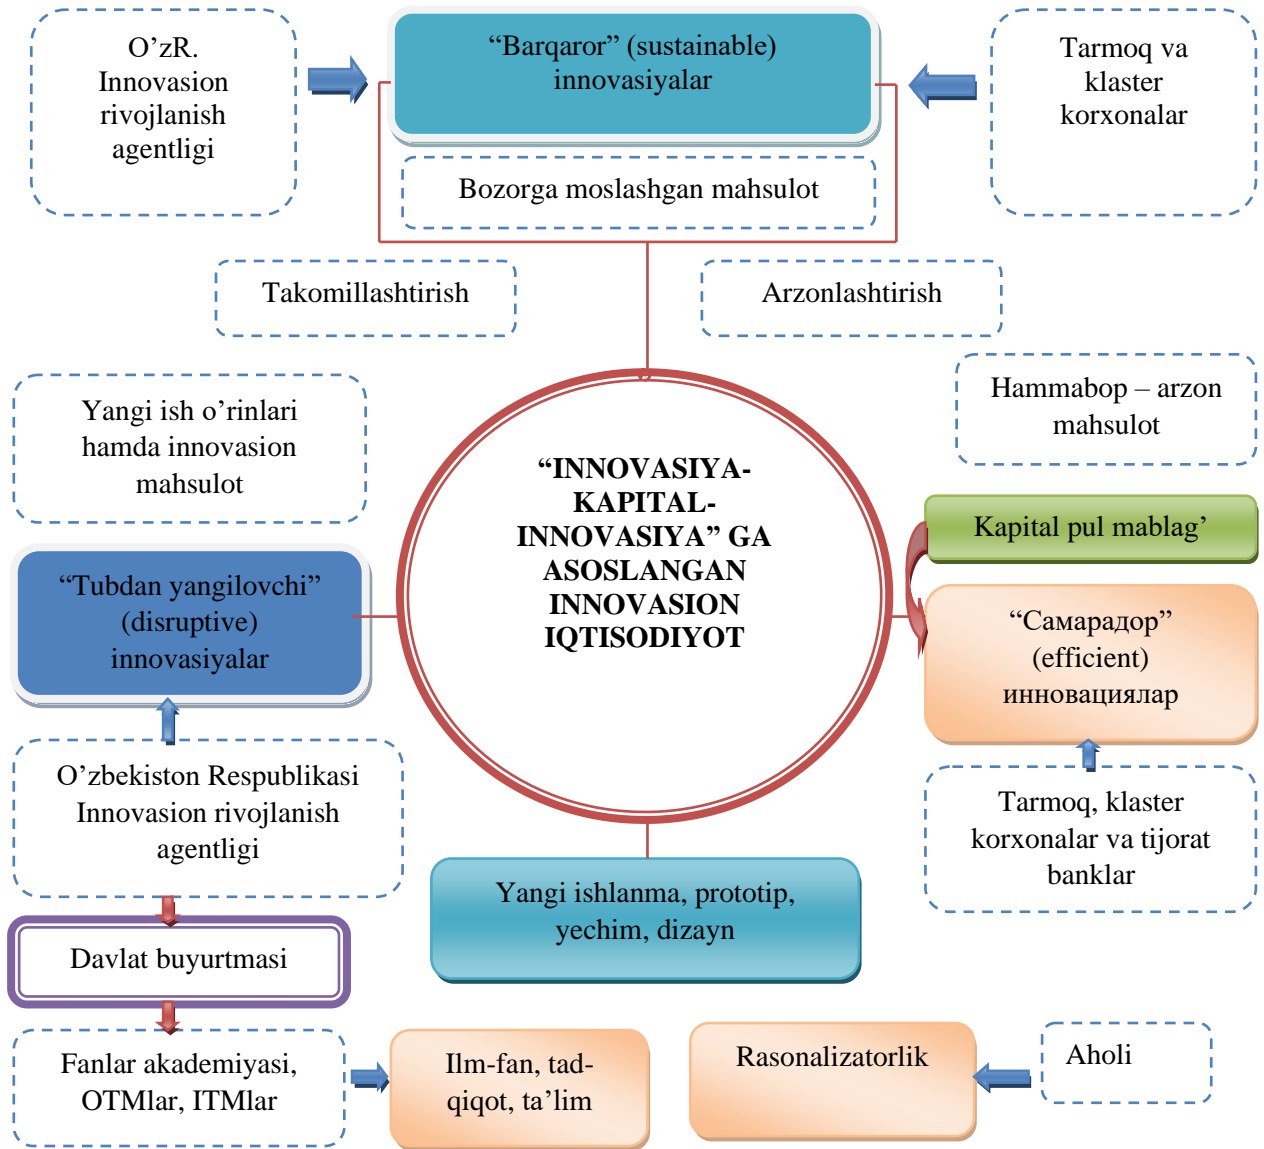 O’zR.
Innovasion
rivojlanish
agentligi
“Barqaror” (sustainable)
innovasiyalar
Tarmoq va
klaster
korxonalar
Bozorga moslashgan mahsulot
Takomillashtirish
Arzonlashtirish
Yangi ish o’rinlari
hamda innovasion
mahsulot
“INNOVASIYA-
KAPITAL-
INNOVASIYA” GA
ASOSLANGAN
INNOVASION
IQTISODIYOT
Hammabop – arzon
mahsulot
Kapital pul mablag’
“Tubdan yangilovchi”
(disruptive)
innovasiyalar
“Самарадор”
(efficient)
инновациялар
O’zbekiston Respublikasi
Innovasion rivojlanish
agentligi
Tarmoq, klaster
korxonalar va tijorat
banklar
Yangi ishlanma, prototip,
yechim, dizayn
Davlat buyurtmasi
Fanlar akademiyasi,
OTMlar, ITMlar
Ilm-fan, tad-
qiqot, ta’lim
Rasonalizatorlik
Aholi